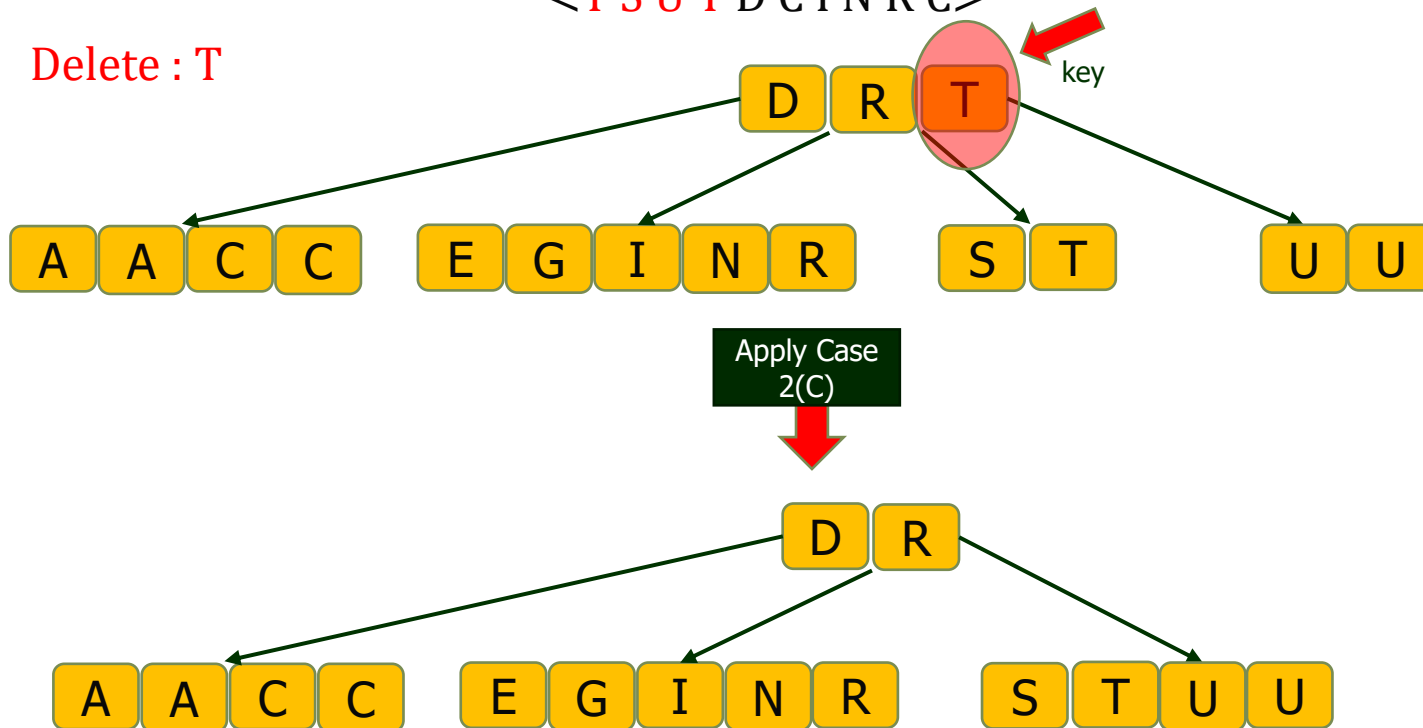 S U D C N R C>
Delete : T
key
D R T
A A C C E G I N R S T U U
Apply Case
2(C)
D R
A A C C E G I N R S T U U